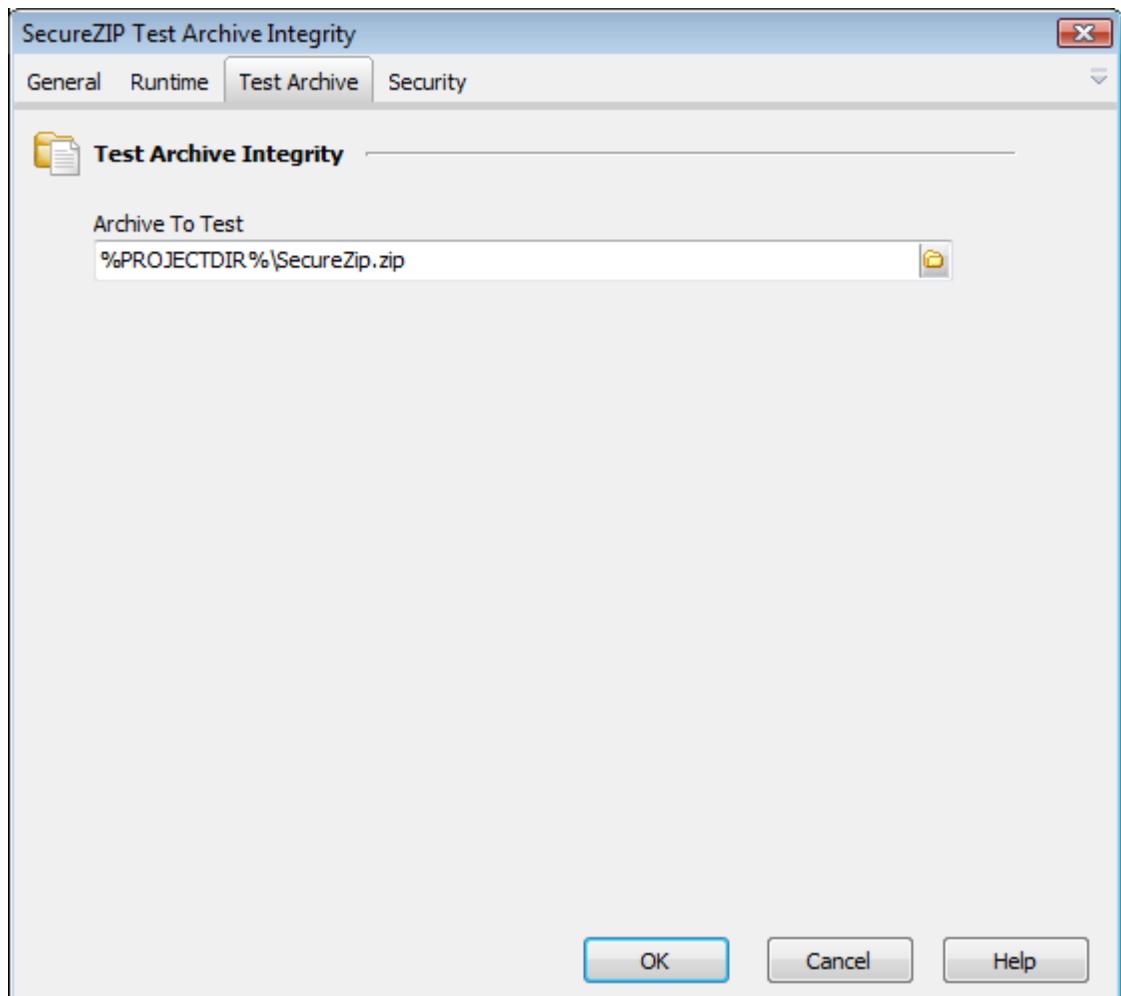 SecureZIP Test Archive Integrity
General Runtime Test Archive Security
Test Archive Integrity
Archive To Test
%PROJECTDIR%\SecureZip.zip
OK Cancel Help